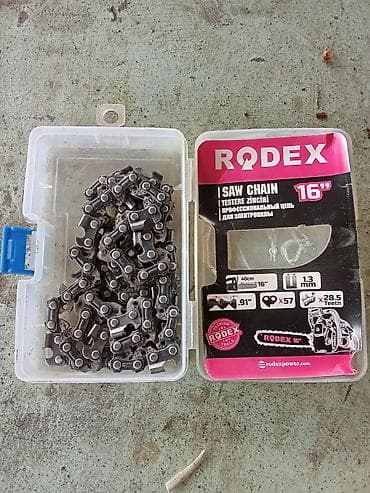 RODEX
SAW CHAIN
TESTERE ZİNCİRİ
ПРОФЕССИОНАЛЬНЫЙ ЦЕПЬ
ДЛЯ ЭЛЕКТРОПИЛЫ
16"
40cm
16"
1.3
mm
.91"
x57
x28.5
Teeth
RODEX
RODEX 16"
rodexpower.com